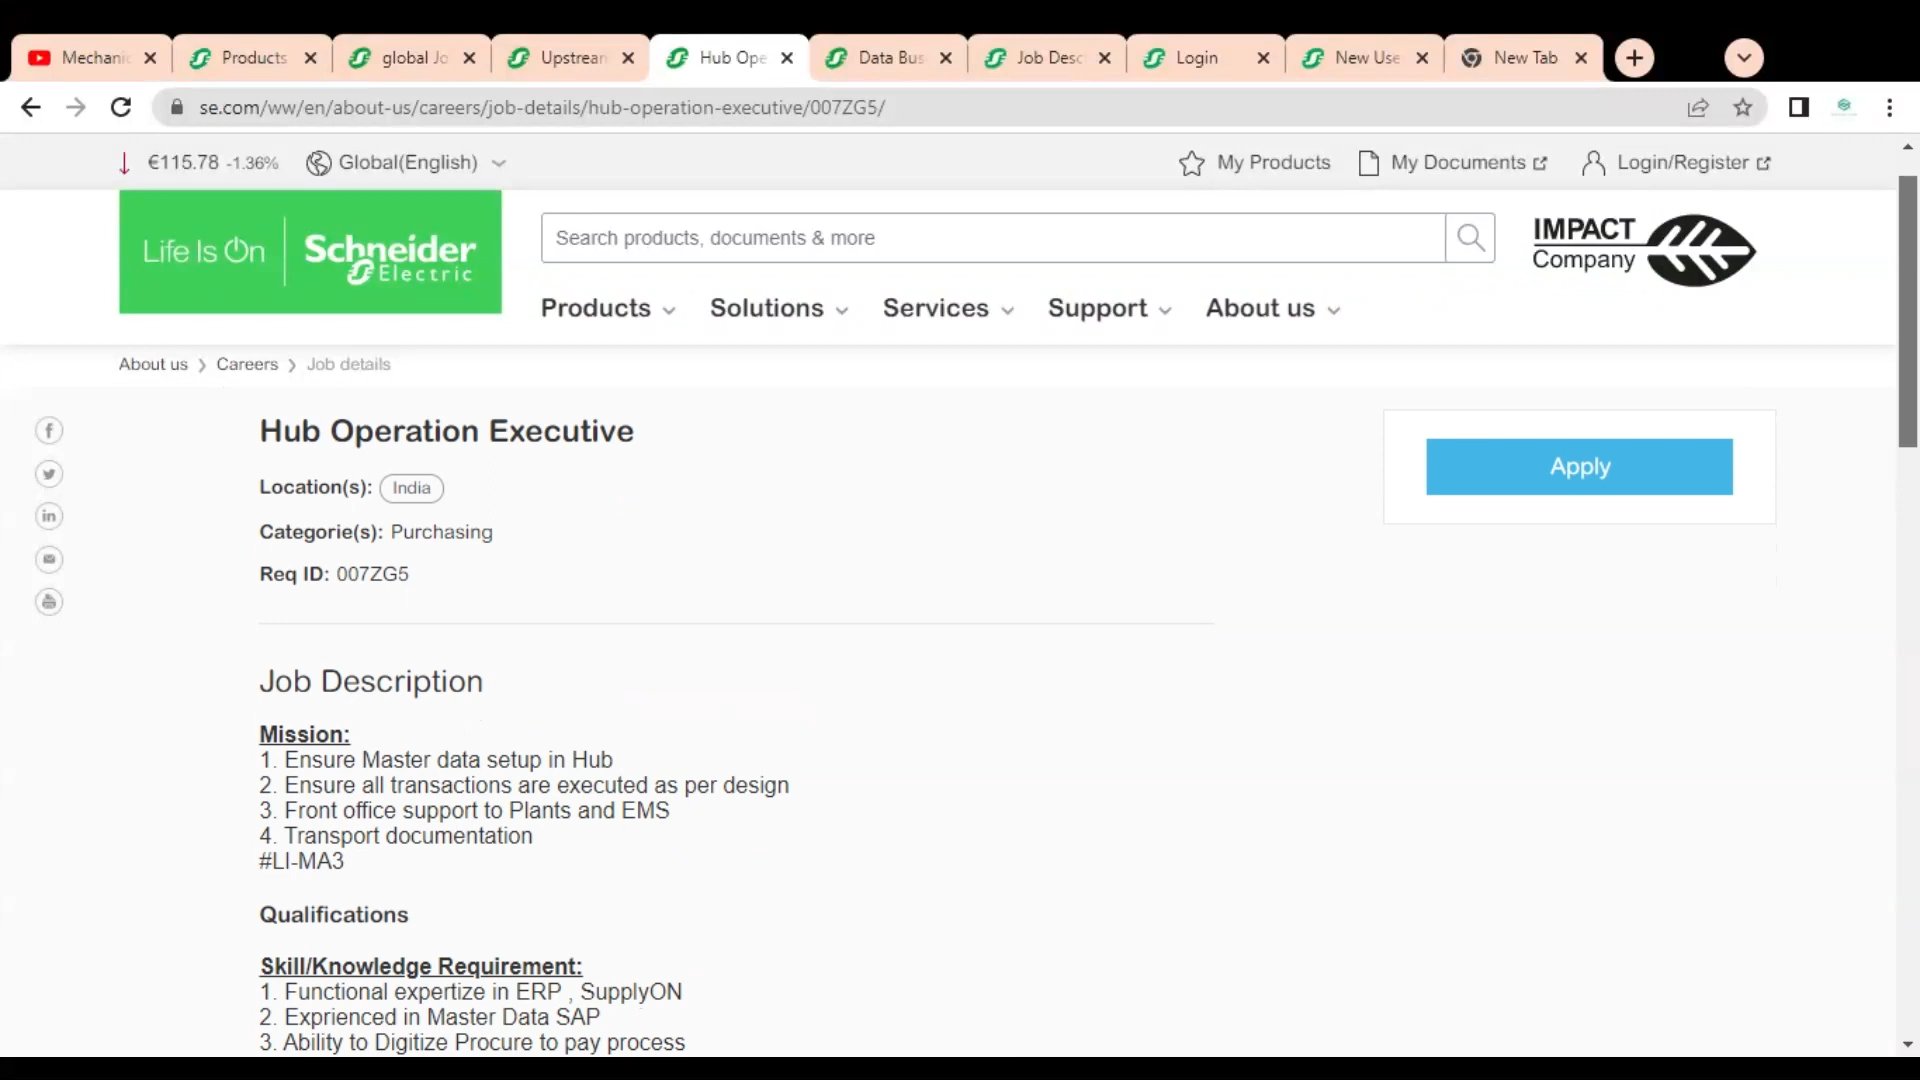 Mechani
Products
global Jo
Upstream
Hub Ope
Data Bus
Job Desc
Login
New Use
New Tab
se.com/ww/en/about-us/careers/job-details/hub-operation-executive/007ZG5/
€115.78 -1.36%
Global(English)
My Products
My Documents
Login/Register
Life Is On
Schneider
Electric
Search products, documents & more
IMPACT
Company
Products
Solutions
Services
Support
About us
About us
Careers
Job details
Hub Operation Executive
Apply
Location(s): India
Categorie(s): Purchasing
Req ID: 007ZG5
Job Description
Mission:
1. Ensure Master data setup in Hub
2. Ensure all transactions are executed as per design
3. Front office support to Plants and EMS
4. Transport documentation
#LI-MA3
Qualifications
Skill/Knowledge Requirement:
1. Functional expertize in ERP , SupplyON
2. Exprienced in Master Data SAP
3. Ability to Digitize Procure to pay process